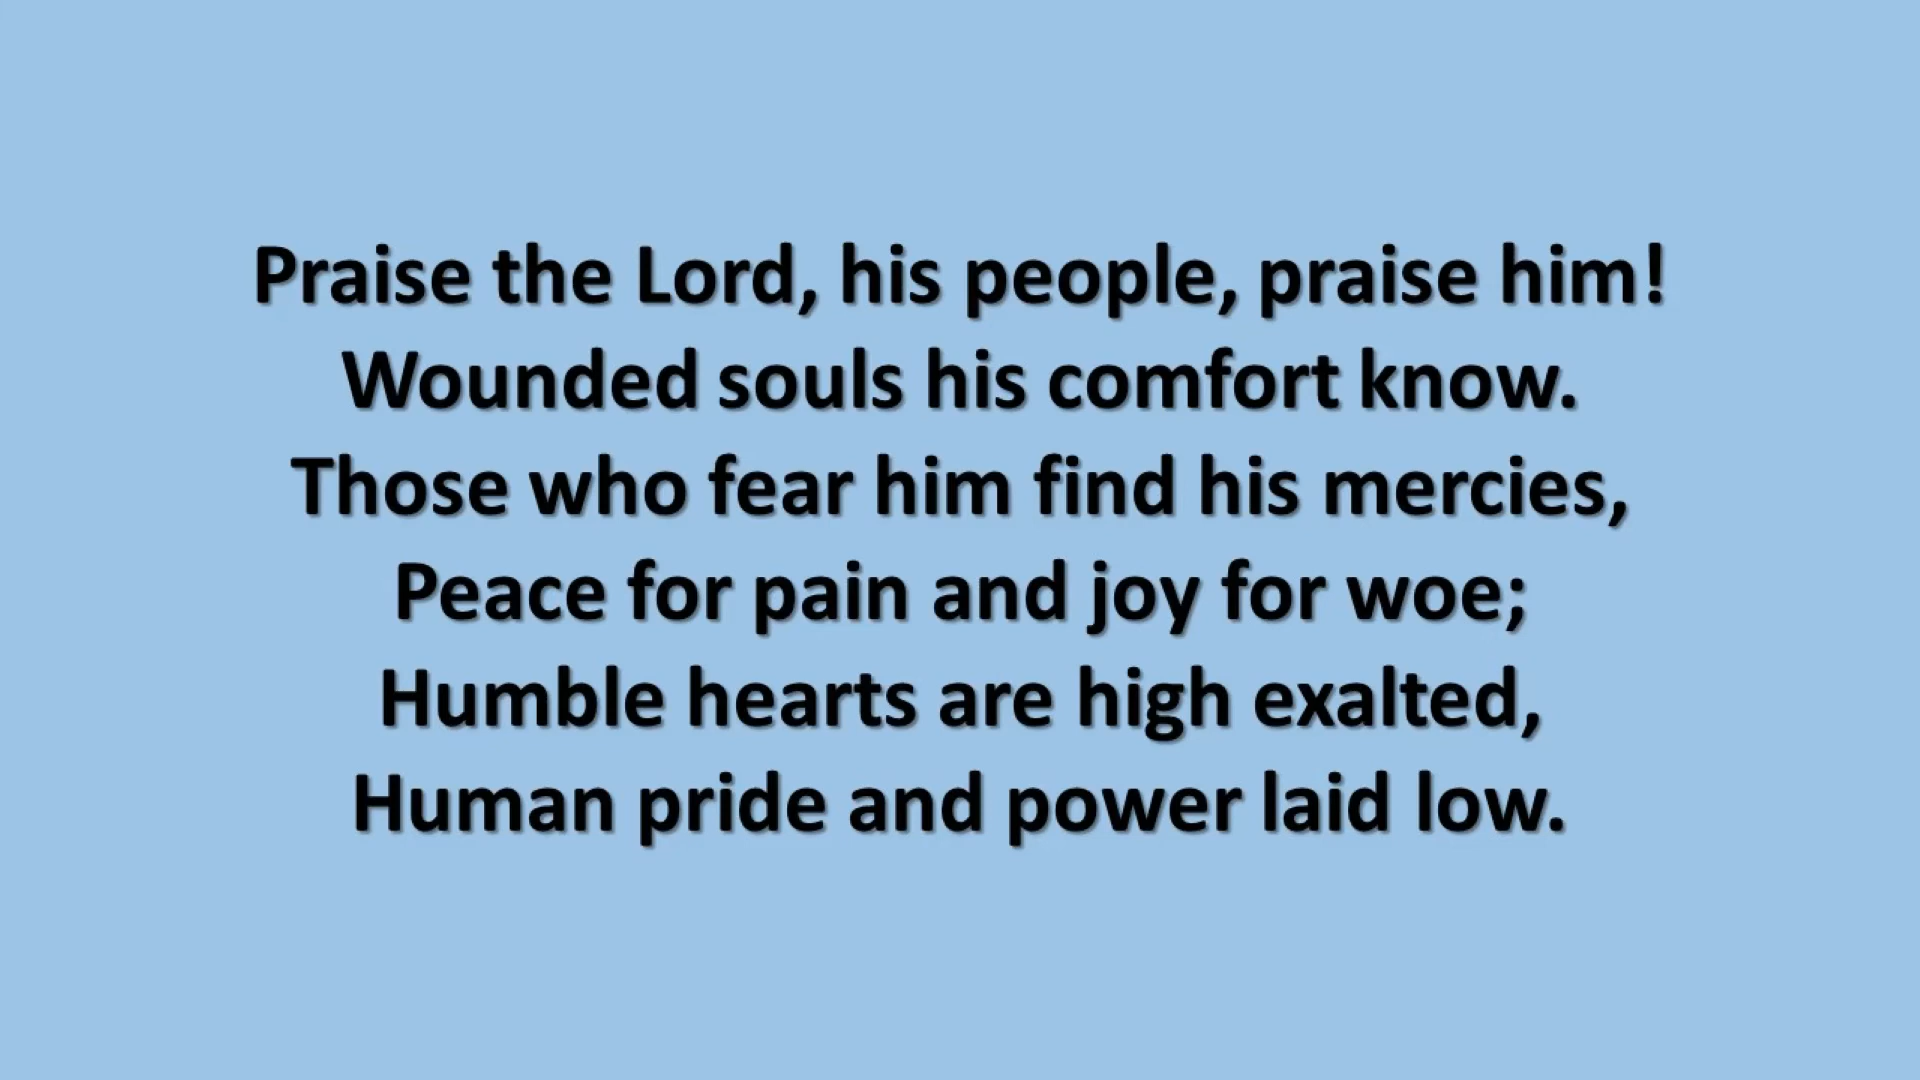 Praise the Lord, his people, praise him!
Wounded souls his comfort know.
Those who fear him find his mercies,
Peace for pain and joy for woe;
Humble hearts are high exalted,
Human pride and power laid low.